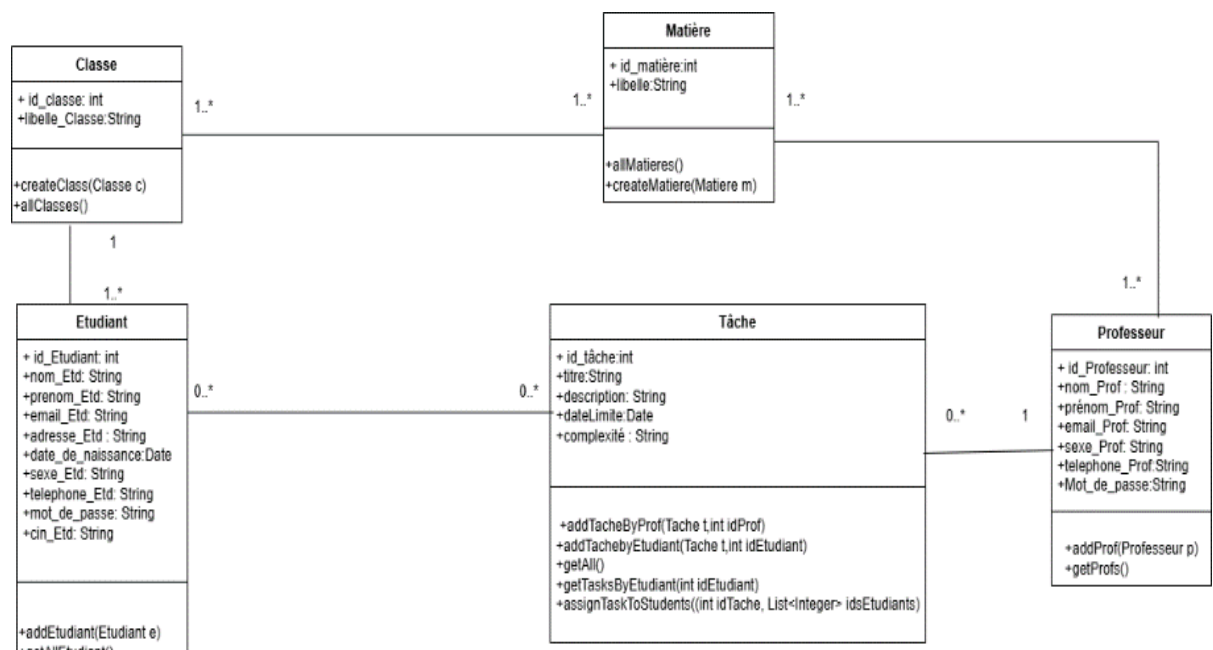 Matière
+ id_matière:int
+libelle:String
+allMatieres()
+createMatiere(Matiere m)
Classe
+ id_classe: int
+libelle_Classe:String
+createClass(Classe c)
+allClasses()
1..*
1..*
1..*
1
1..*
1..*
Etudiant
+ id_Etudiant: int
+nom_Etd: String
+prenom_Etd: String
+email_Etd: String
+adresse_Etd : String
+date_de_naissance:Date
+sexe_Etd: String
+telephone_Etd: String
+mot_de_passe: String
+cin_Etd: String
+addEtudiant(Etudiant e)
0..*
0..*
Tâche
+ id_tâche:int
+titre:String
+description: String
+dateLimite:Date
+complexité : String
+addTacheByProf(Tache t,int idProf)
+addTachebyEtudiant(Tache t,int idEtudiant)
+getAll()
+getTasksByEtudiant(int idEtudiant)
+assignTaskToStudents((int idTache, List<Integer> idsEtudiants)
0..*
1
Professeur
+ id_Professeur: int
+nom_Prof : String
+prénom_Prof: String
+email_Prof: String
+sexe_Prof: String
+telephone_Prof:String
+Mot_de_passe:String
+addProf(Professeur p)
+getProfs()